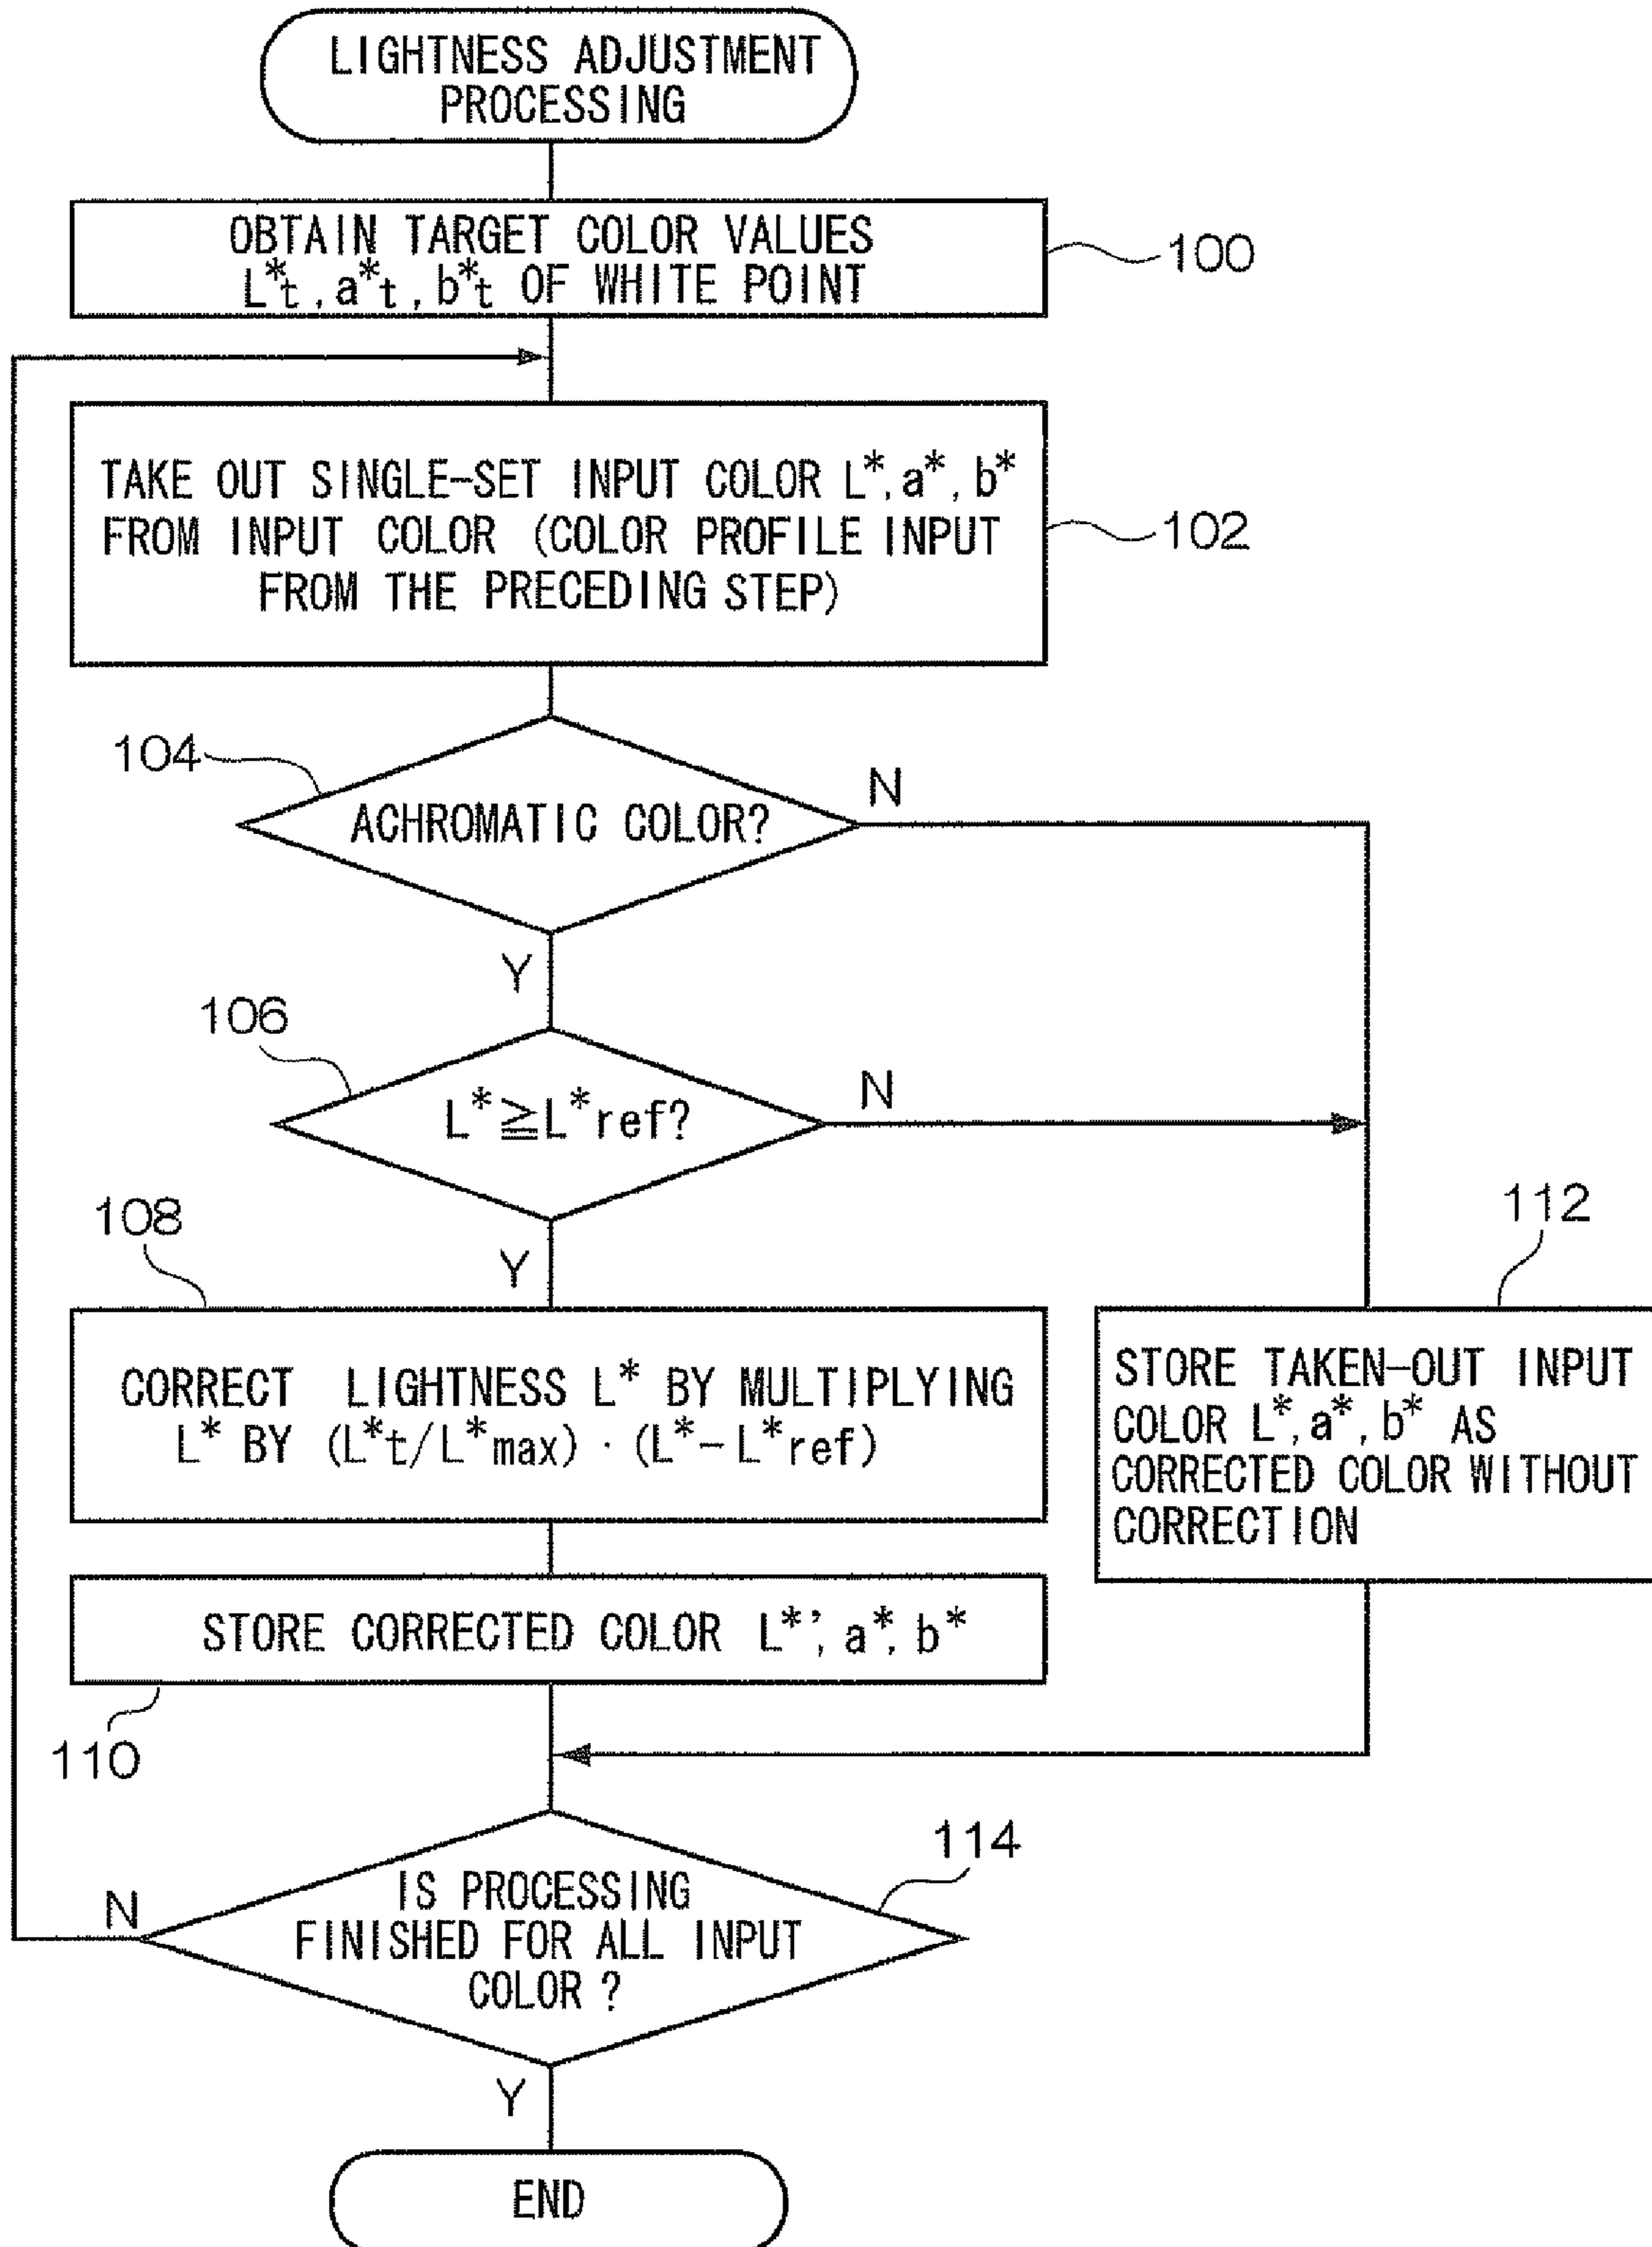 LIGHTNESS ADJUSTMENT
PROCESSING
OBTAIN TARGET COLOR VALUES
L*t, a*t, b*t OF WHITE POINT
100
TAKE OUT SINGLE-SET INPUT COLOR L*, a*, b*
FROM INPUT COLOR (COLOR PROFILE INPUT
FROM THE PRECEDING STEP)
102
104
ACHROMATIC COLOR?
N
Y
106
L*≧L*ref?
N
Y
108
CORRECT LIGHTNESS L* BY MULTIPLYING
L* BY (L*t/L*max) · (L*-L*ref)
112
STORE TAKEN-OUT INPUT
COLOR L*, a*, b* AS
CORRECTED COLOR WITHOUT
CORRECTION
STORE CORRECTED COLOR L*', a*, b*
110
114
IS PROCESSING
FINISHED FOR ALL INPUT
COLOR ?
N
Y
END